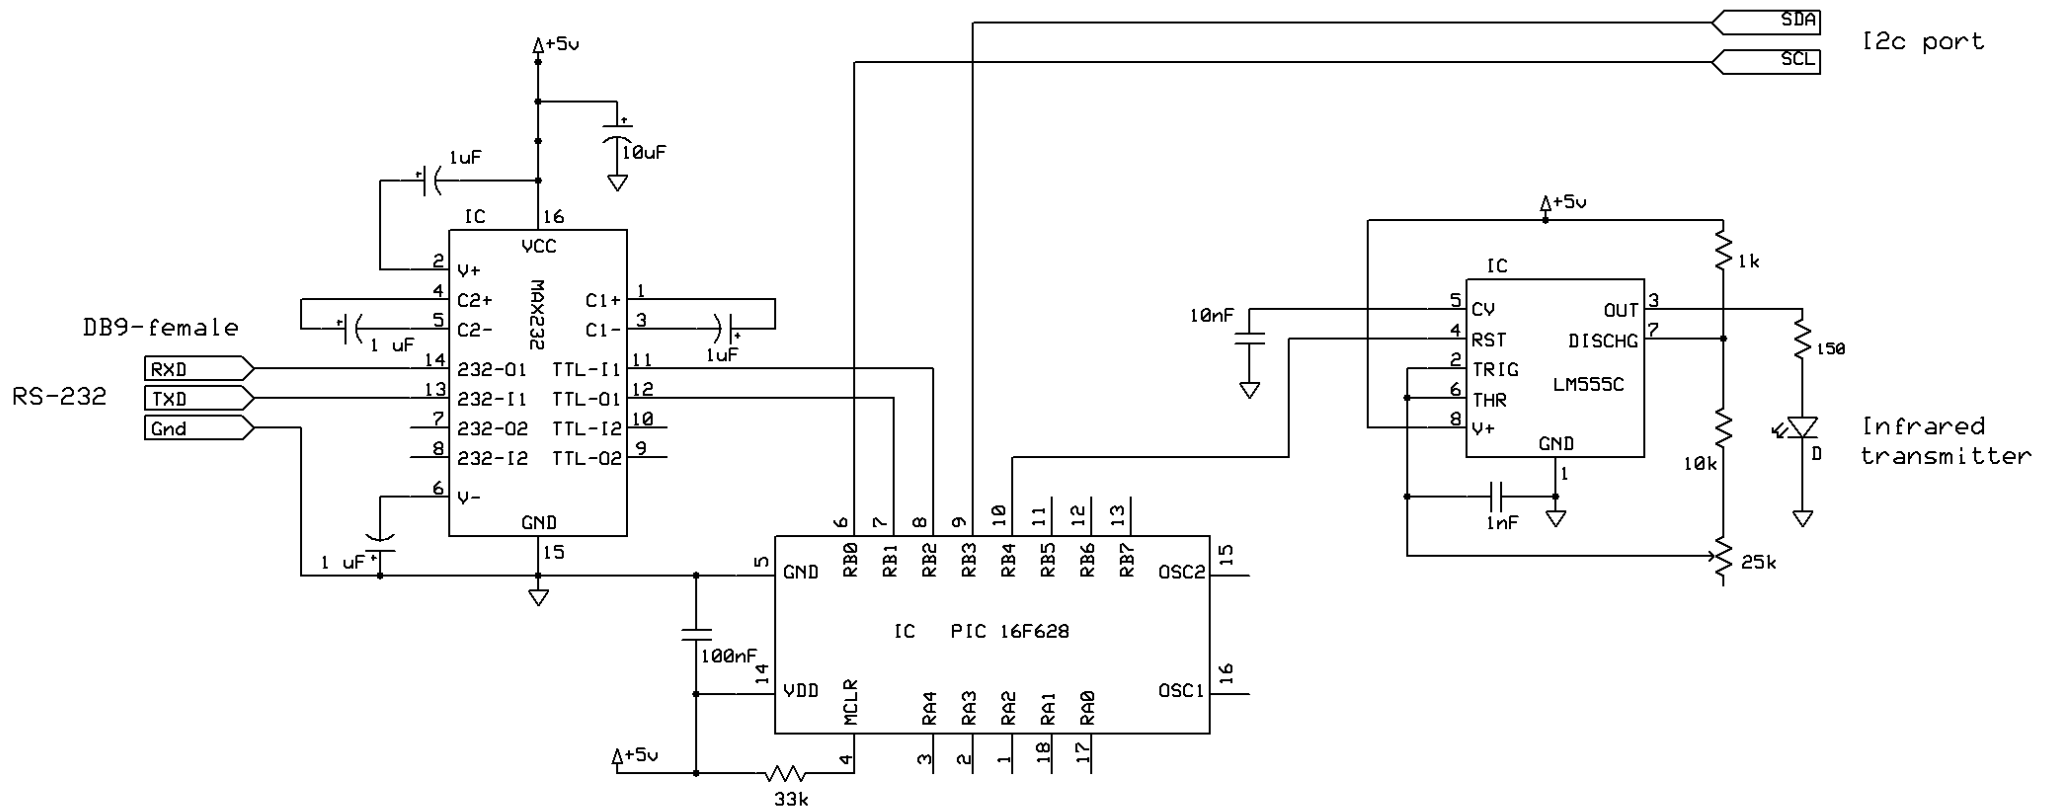 SDA
I2c port
SCL
+5v
10uF
1uF
IC
16
VCC
2
V+
4
C2+
C1+
1
5
C2-
C1-
3
MAX232
1 uF
1uF
DB9-female
RS-232
RXD
14
232-O1
TTL-I1
11
TXD
13
232-I1
TTL-O1
12
Gnd
7
232-O2
TTL-I2
10
8
232-I2
TTL-O2
9
6
V-
GND
15
1 uF
+5v
1k
IC
10nF
5
CV
OUT
3
4
RST
DISCHG
7
150
2
TRIG
LM555C
6
THR
8
V+
GND
1
10k
D
Infrared
transmitter
1nF
25k
6
7
8
9
10
11
12
13
5
GND
RB0
RB1
RB2
RB3
RB4
RB5
RB6
RB7
OSC2
15
IC PIC 16F628
100nF
14
VDD
MCLR
RA4
RA3
RA2
RA1
RA0
OSC1
16
+5v
4
3
2
1
18
17
33k